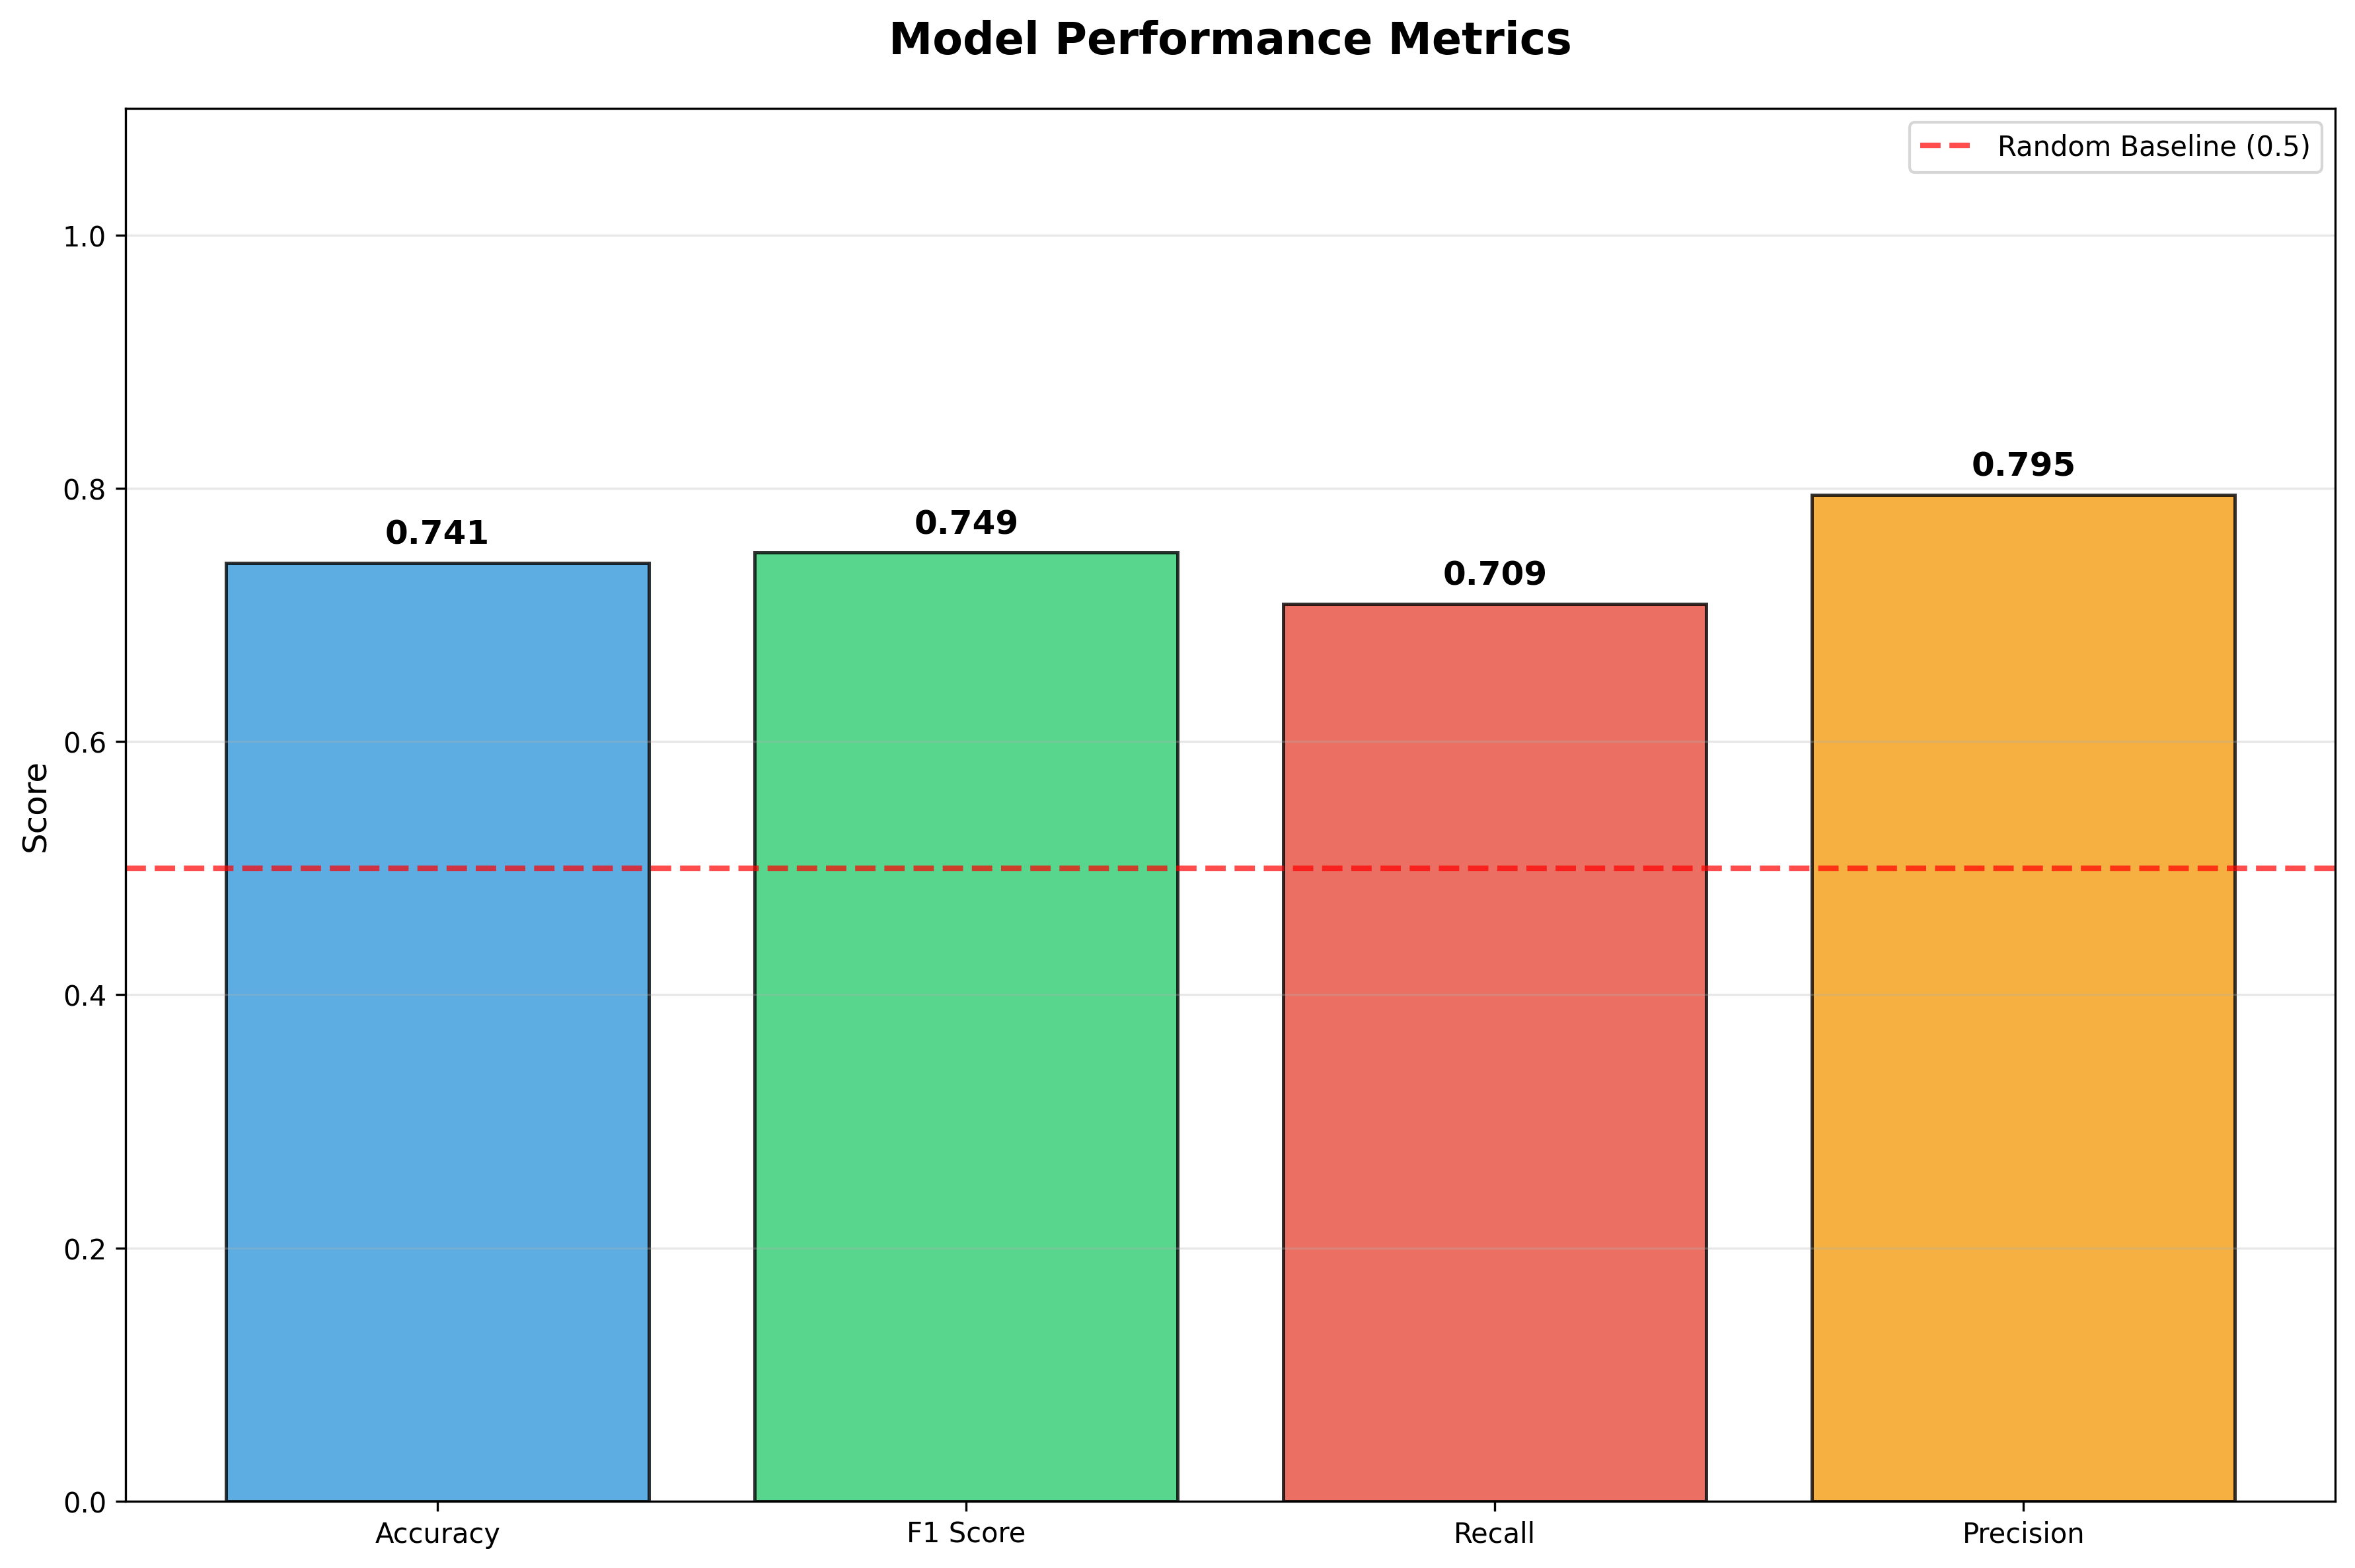 Model Performance Metrics
Random Baseline (0.5)
1.0
0.8
0.6
0.4
0.2
0.0
Score
0.741
0.749
0.709
0.795
Accuracy
F1 Score
Recall
Precision